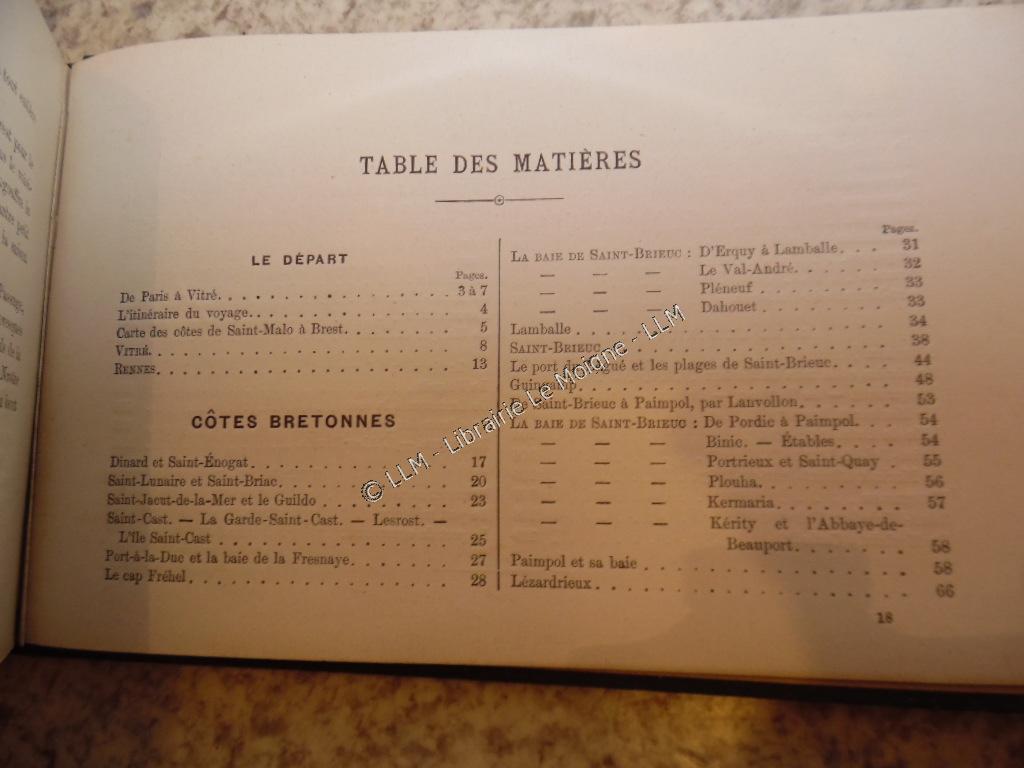 tout entière
pour le
la
TABLE DES MATIÈRES
LE DÉPART
Pages.
De Paris à Vitré. 3 à 7
L'itinéraire du voyage. 4
Carte des côtes de Saint-Malo à Brest. 5
VITRÉ. 8
RENNES. 13
CÔTES BRETONNES
Dinard et Saint-Énogat. 17
Saint-Lunaire et Saint-Briac. 20
Saint-Jacut-de-la-Mer et le Guildo 23
Saint-Cast. — La Garde-Saint-Cast. — Lesrost. —
L'île Saint-Cast 25
Port-à-la-Duc et la baie de la Fresnaye. 27
Le cap Fréhel. 28
Pages.
LA BAIE DE SAINT-BRIEUC : D'Erquy à Lamballe. 31
— — — Le Val-André. 32
— — — Pléneuf 33
— — — Dahouet 33
Lamballe 34
SAINT-BRIEUC. 38
Le port du Légué et les plages de Saint-Brieuc. 44
Guingamp. 48
De Saint-Brieuc à Paimpol, par Lanvollon. 53
LA BAIE DE SAINT-BRIEUC : De Pordic à Paimpol. 54
— — — Binic. — Étables. 54
— — — Portrieux et Saint-Quay . 55
— — — Plouha. 56
— — — Kermaria. 57
— — — Kérity et l'Abbaye-de-
Beauport. 58
Paimpol et sa baie 58
Lézardrieux. 66
18
© LLM - Librairie Le Moigne - LLM